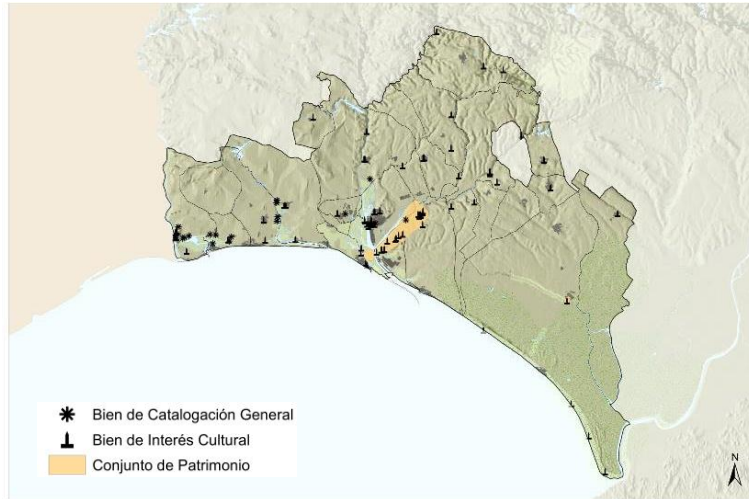 Bien de Catalogación General
Bien de Interés Cultural
Conjunto de Patrimonio
N